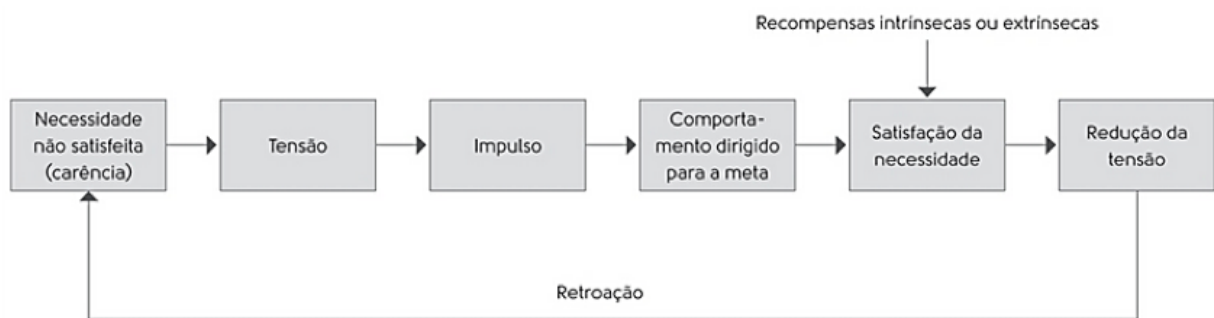 Recompensas intrínsecas ou extrínsecas
Necessidade
não satisfeita
(carência)
Tensão
Impulso
Comporta-
mento dirigido
para a meta
Satisfação da
necessidade
Redução da
tensão
Retroação